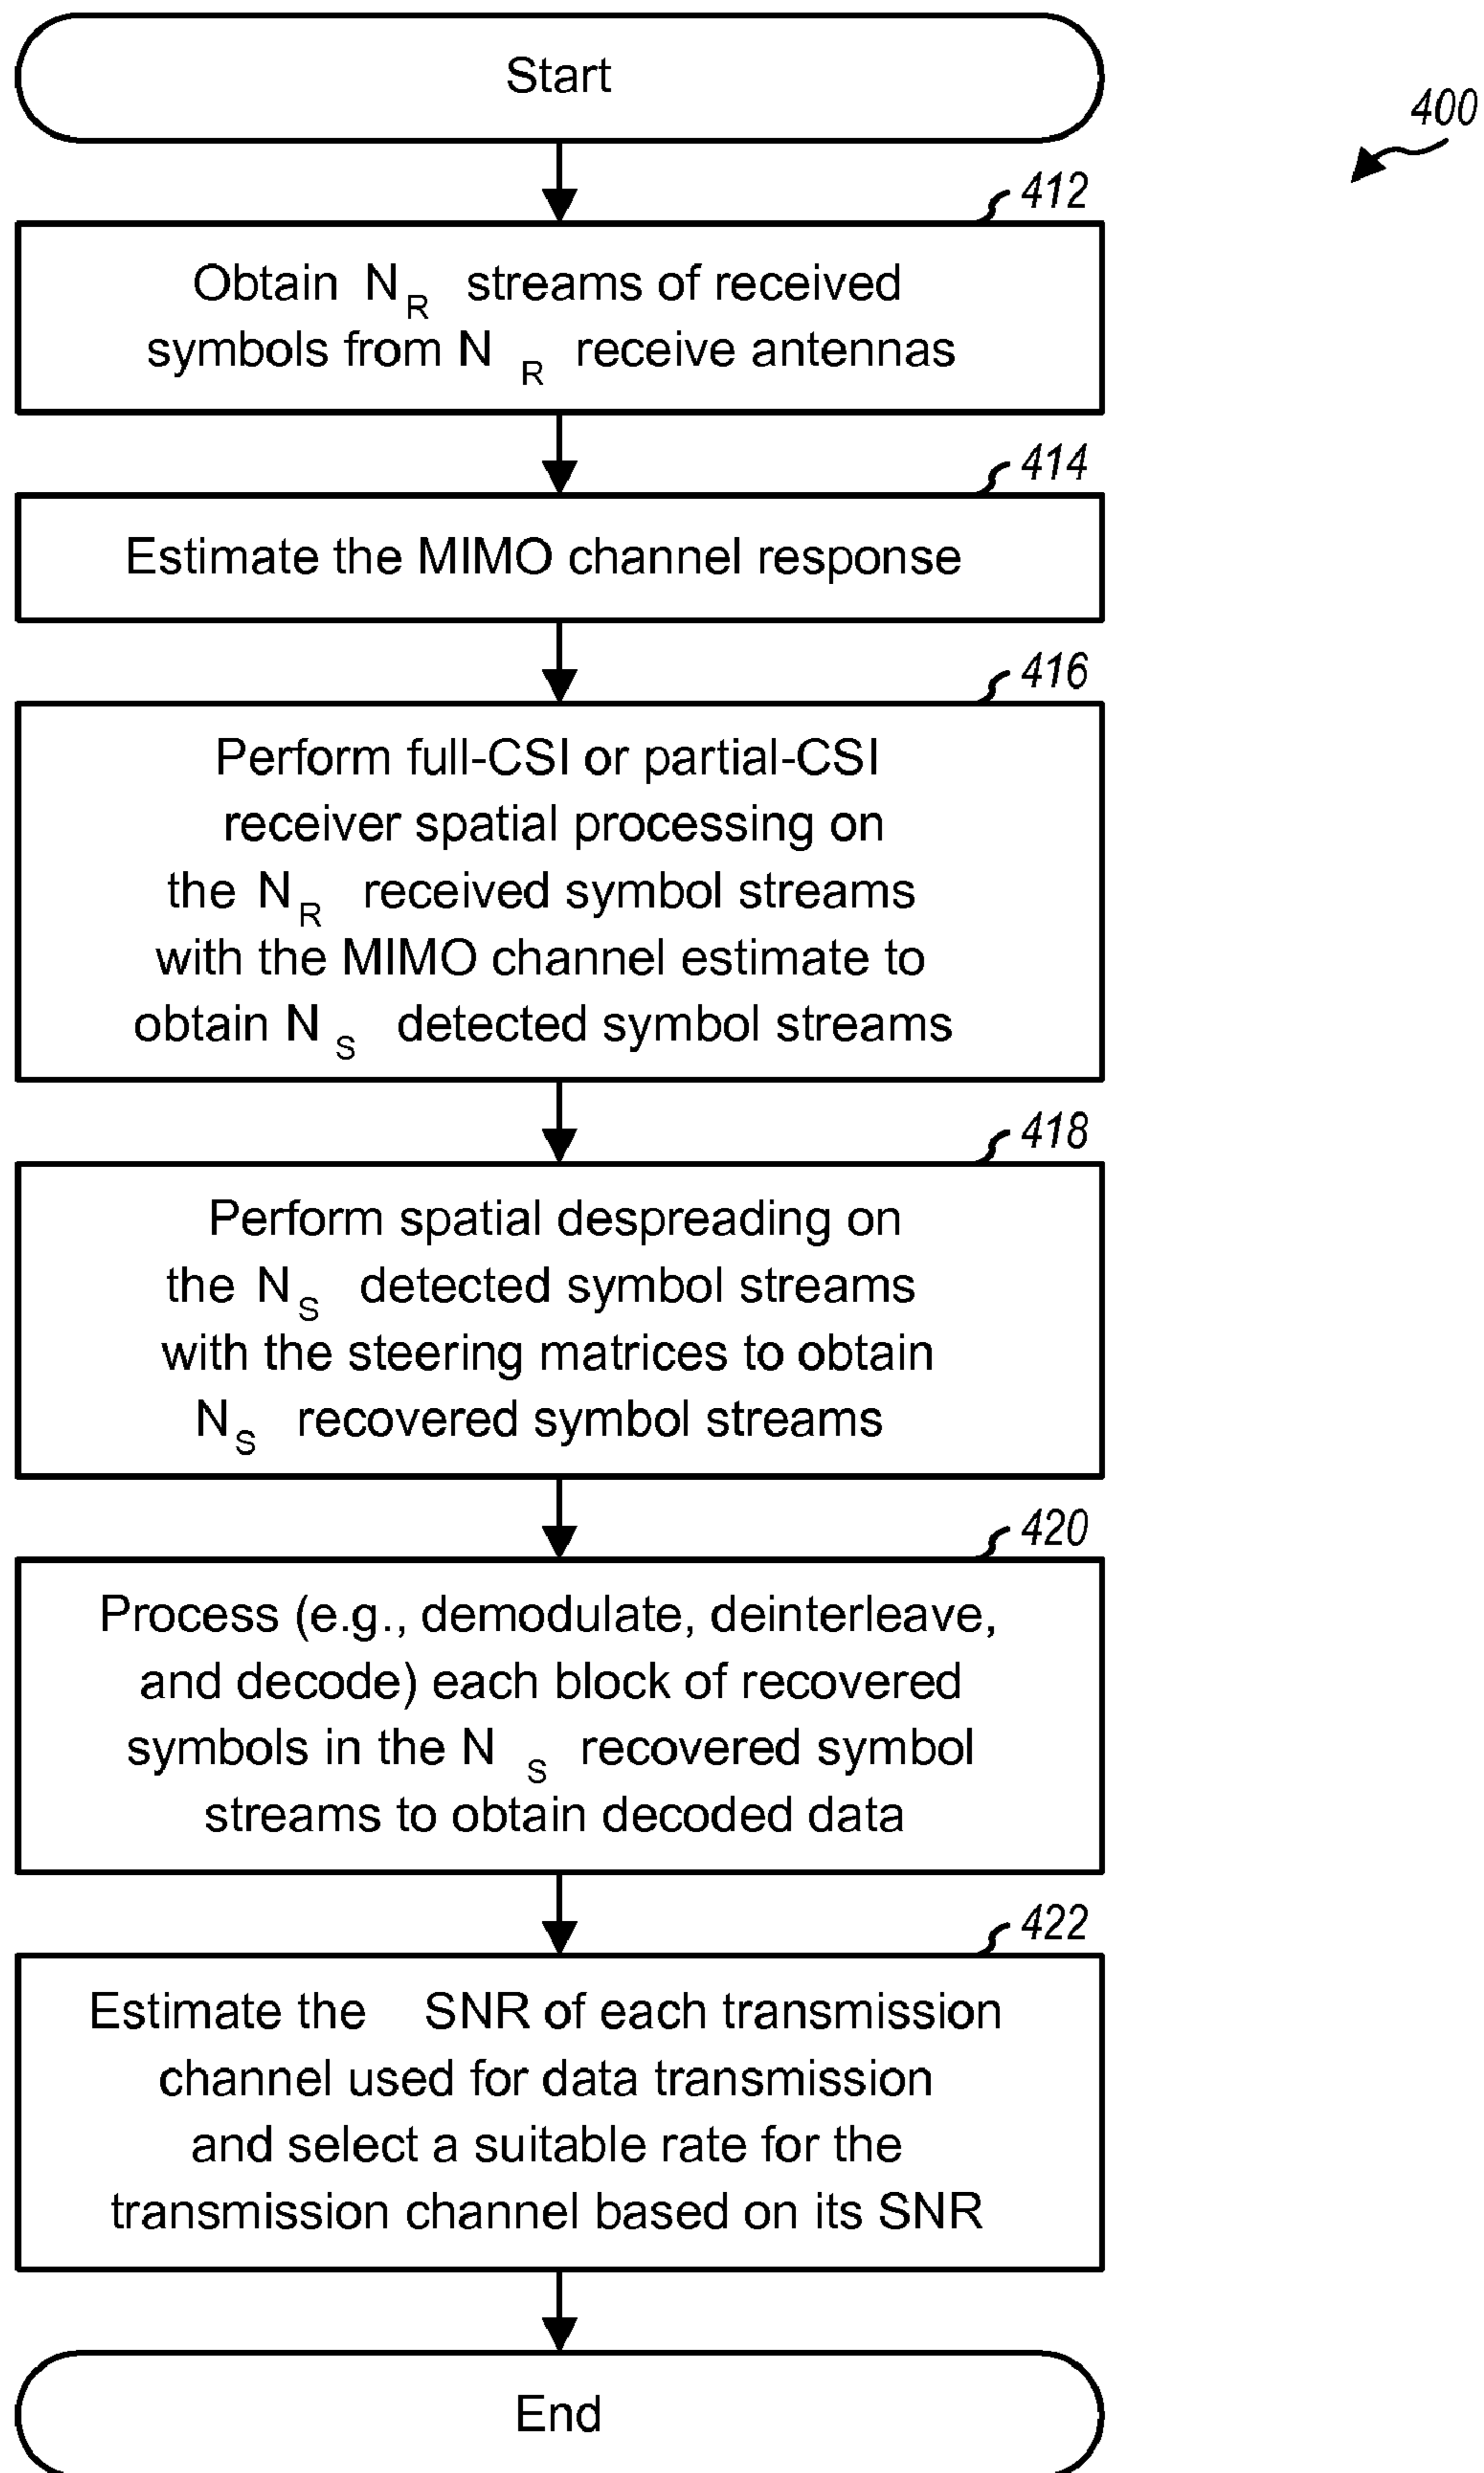 Start
400
412
Obtain N_R streams of received
symbols from N_R receive antennas
414
Estimate the MIMO channel response
416
Perform full-CSI or partial-CSI
receiver spatial processing on
the N_R received symbol streams
with the MIMO channel estimate to
obtain N_S detected symbol streams
418
Perform spatial despreading on
the N_S detected symbol streams
with the steering matrices to obtain
N_S recovered symbol streams
420
Process (e.g., demodulate, deinterleave,
and decode) each block of recovered
symbols in the N_S recovered symbol
streams to obtain decoded data
422
Estimate the SNR of each transmission
channel used for data transmission
and select a suitable rate for the
transmission channel based on its SNR
End